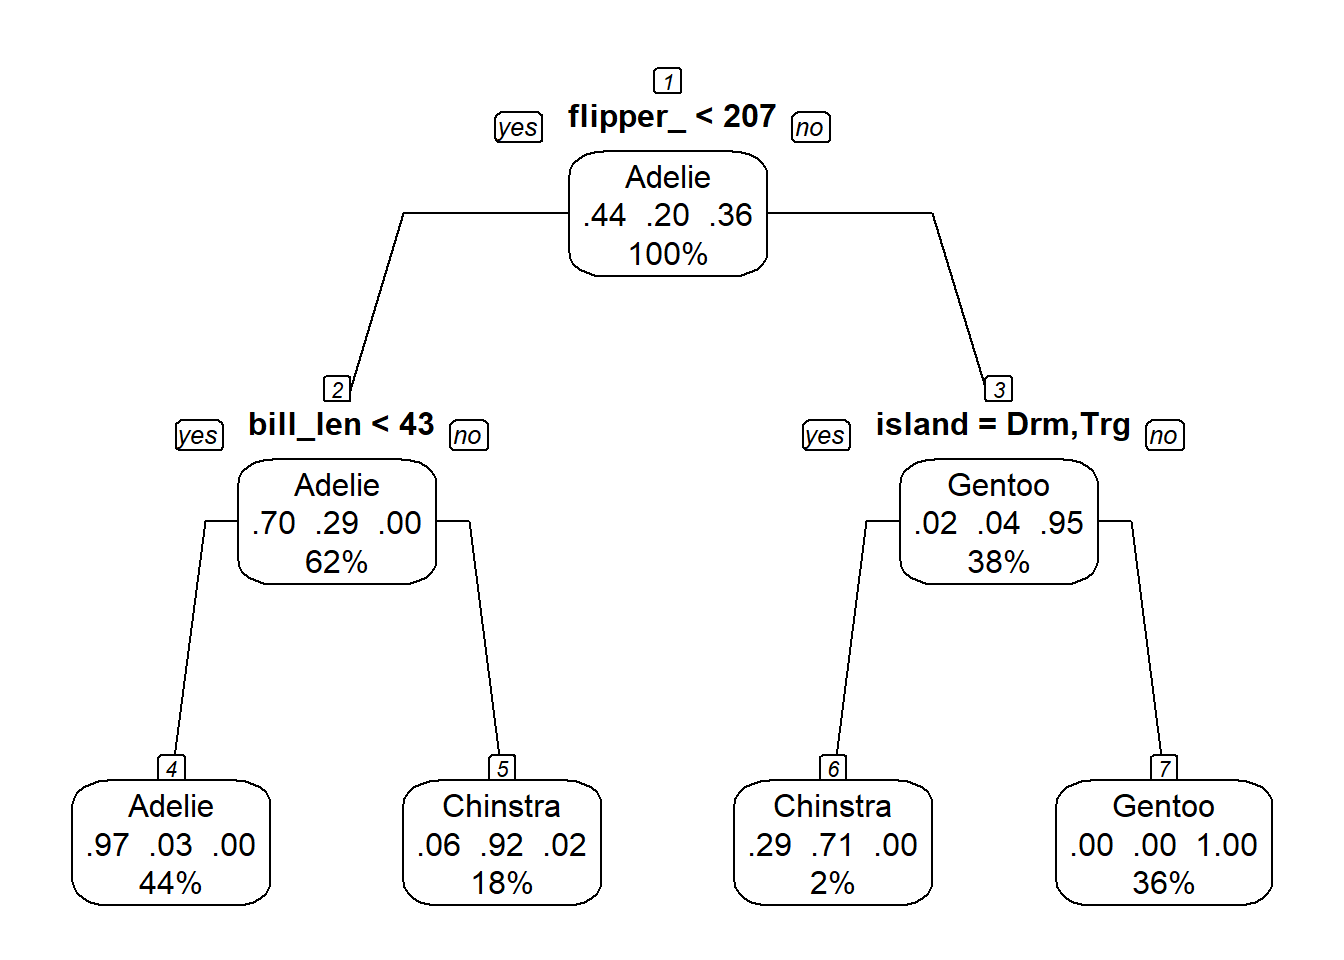 1
yes flipper_ < 207 no
Adelie
.44 .20 .36
100%
2
yes bill_len < 43 no
Adelie
.70 .29 .00
62%
3
yes island = Drm,Trg no
Gentoo
.02 .04 .95
38%
4
Adelie
.97 .03 .00
44%
5
Chinstra
.06 .92 .02
18%
6
Chinstra
.29 .71 .00
2%
7
Gentoo
.00 .00 1.00
36%